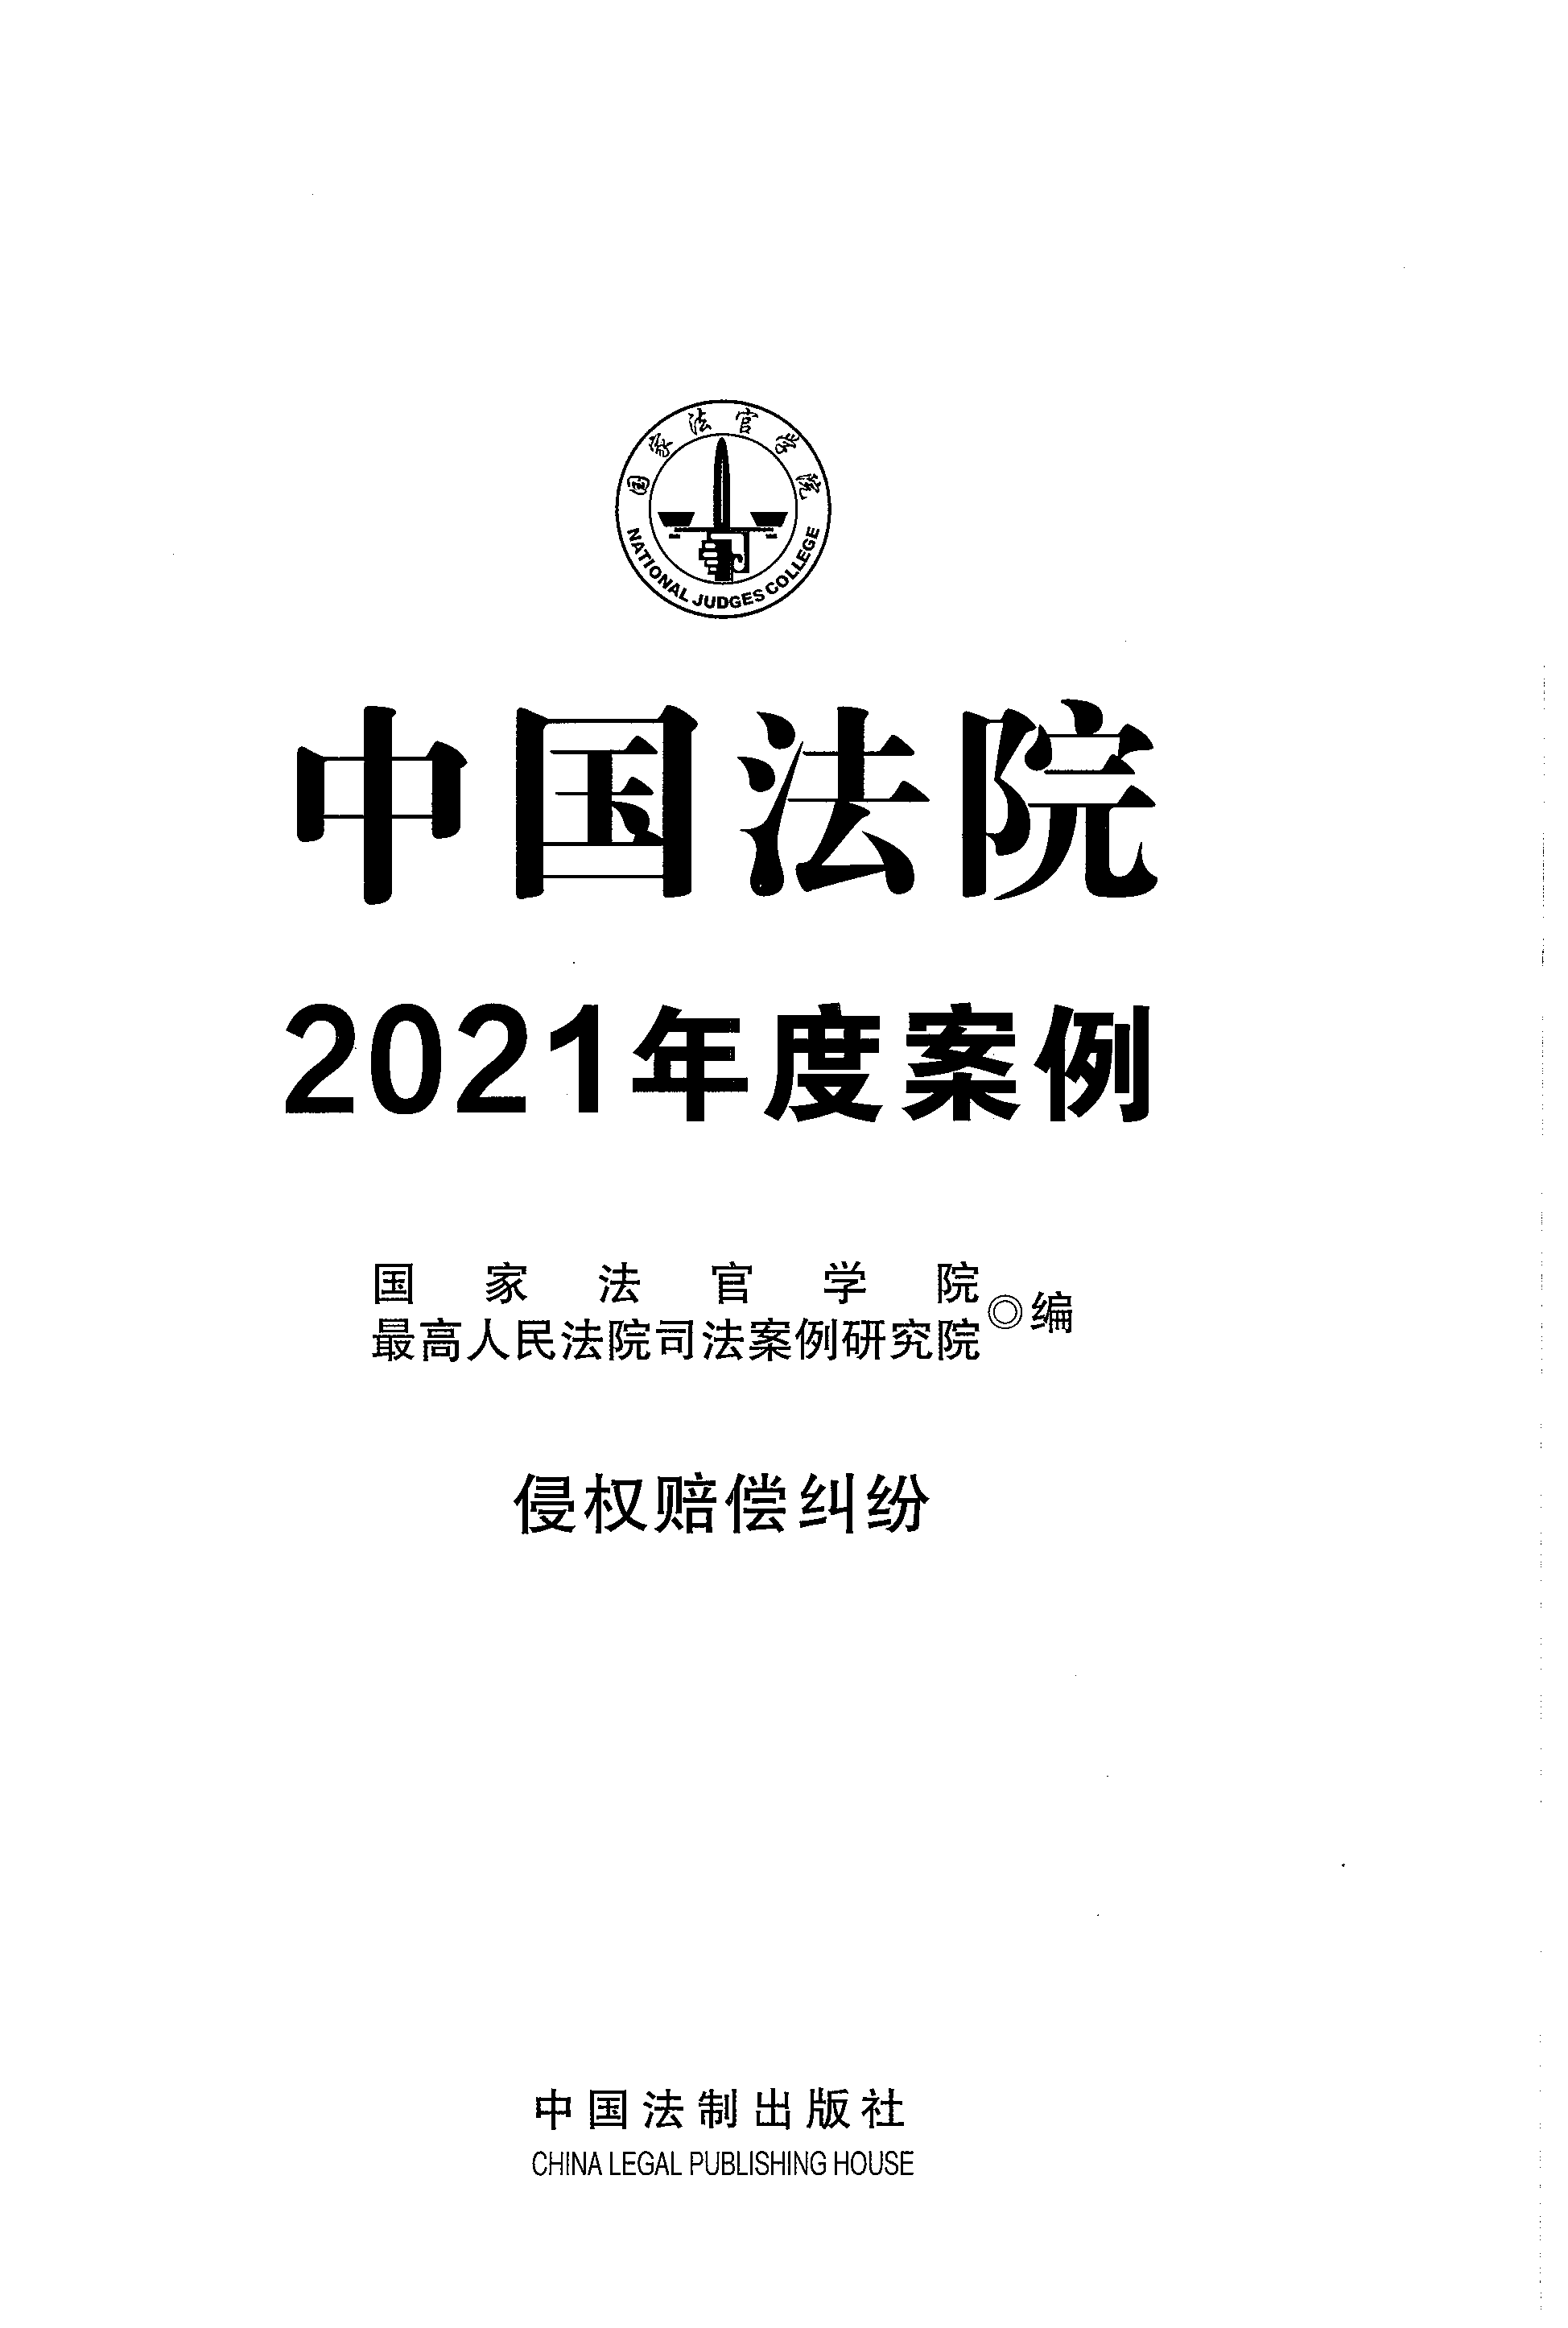 国家法官学院
NATIONAL JUDGES COLLEGE
中国法院
2021年度案例
国家法官学院
最高人民法院司法案例研究院
◎编
侵权赔偿纠纷
中国法制出版社
CHINA LEGAL PUBLISHING HOUSE